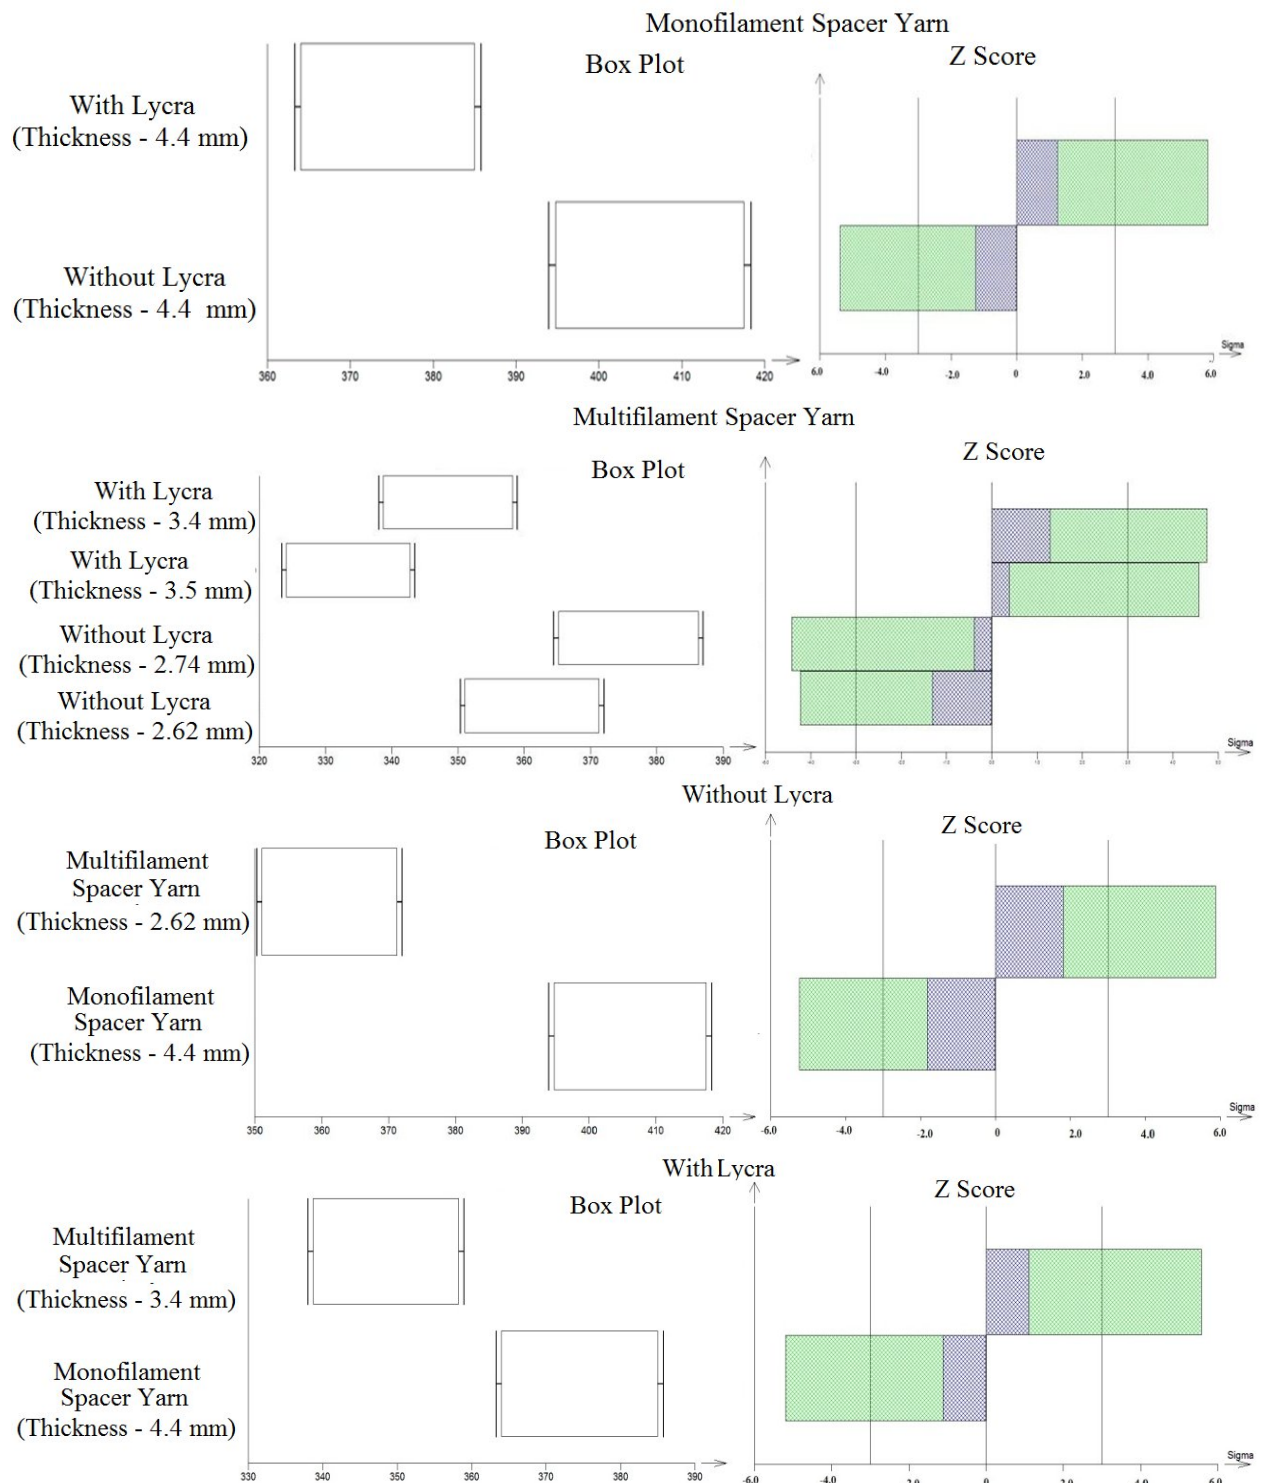 Monofilament Spacer Yarn
Box Plot
Z Score
With Lycra
(Thickness - 4.4 mm)
Without Lycra
(Thickness - 4.4 mm)
360 370 380 390 400 410 420
Sigma
6.0 -4.0 -2.0 0 2.0 4.0 6.0
Multifilament Spacer Yarn
Box Plot
Z Score
With Lycra
(Thickness - 3.4 mm)
With Lycra
(Thickness - 3.5 mm)
Without Lycra
(Thickness - 2.74 mm)
Without Lycra
(Thickness - 2.62 mm)
320 330 340 350 360 370 380 390
Sigma
Without Lycra
Box Plot
Z Score
Multifilament
Spacer Yarn
(Thickness - 2.62 mm)
Monofilament
Spacer Yarn
(Thickness - 4.4 mm)
350 360 370 380 390 400 410 420
Sigma
-6.0 -4.0 -2.0 0 2.0 4.0 6.0
With Lycra
Box Plot
Z Score
Multifilament
Spacer Yarn
(Thickness - 3.4 mm)
Monofilament
Spacer Yarn
(Thickness - 4.4 mm)
330 340 350 360 370 380 390
Sigma
-6.0 -4.0 0 2.0 4.0 6.0